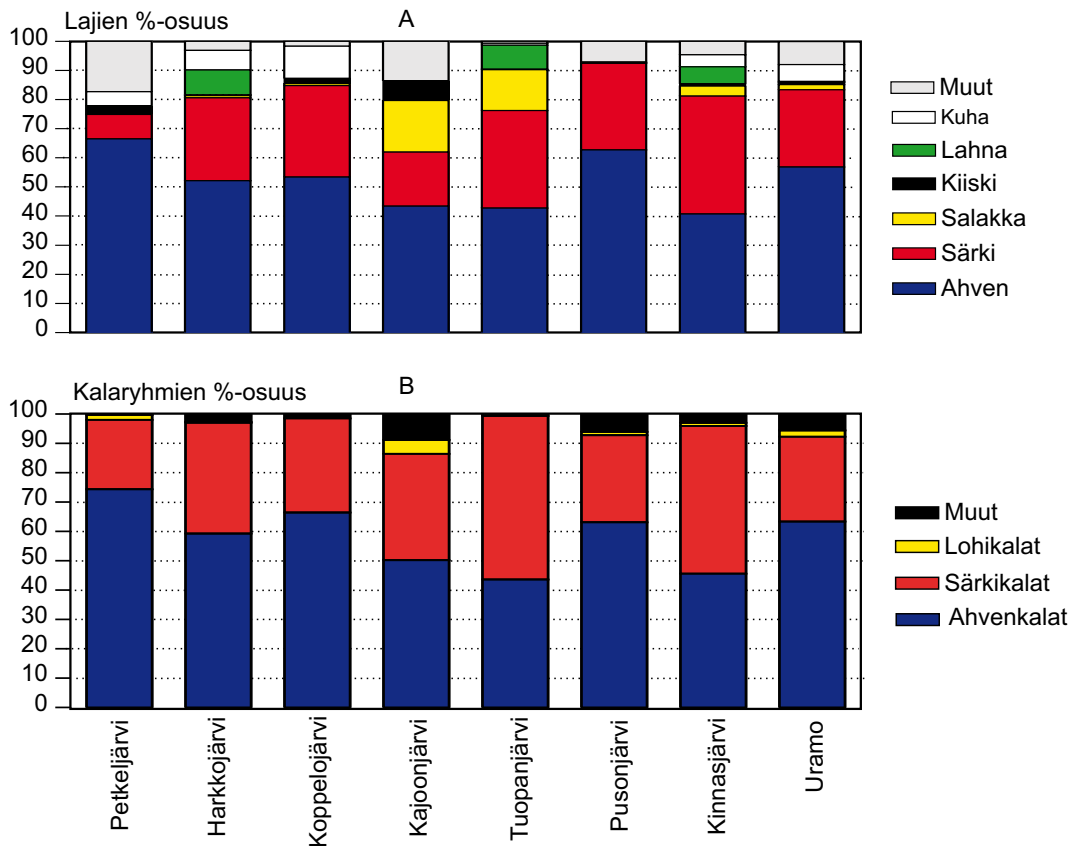 Lajien %-osuus
A
100
90
80
70
60
50
40
30
20
10
0
Muut
Kuha
Lahna
Kiiski
Salakka
Särki
Ahven
Kalaryhmien %-osuus
B
100
90
80
70
60
50
40
30
20
10
0
Muut
Lohikalat
Särkikalat
Ahvenkalat
Petkeljärvi
Harkkojärvi
Koppelojärvi
Kajoonjärvi
Tuopanjärvi
Pusonjärvi
Kinnasjärvi
Uramo